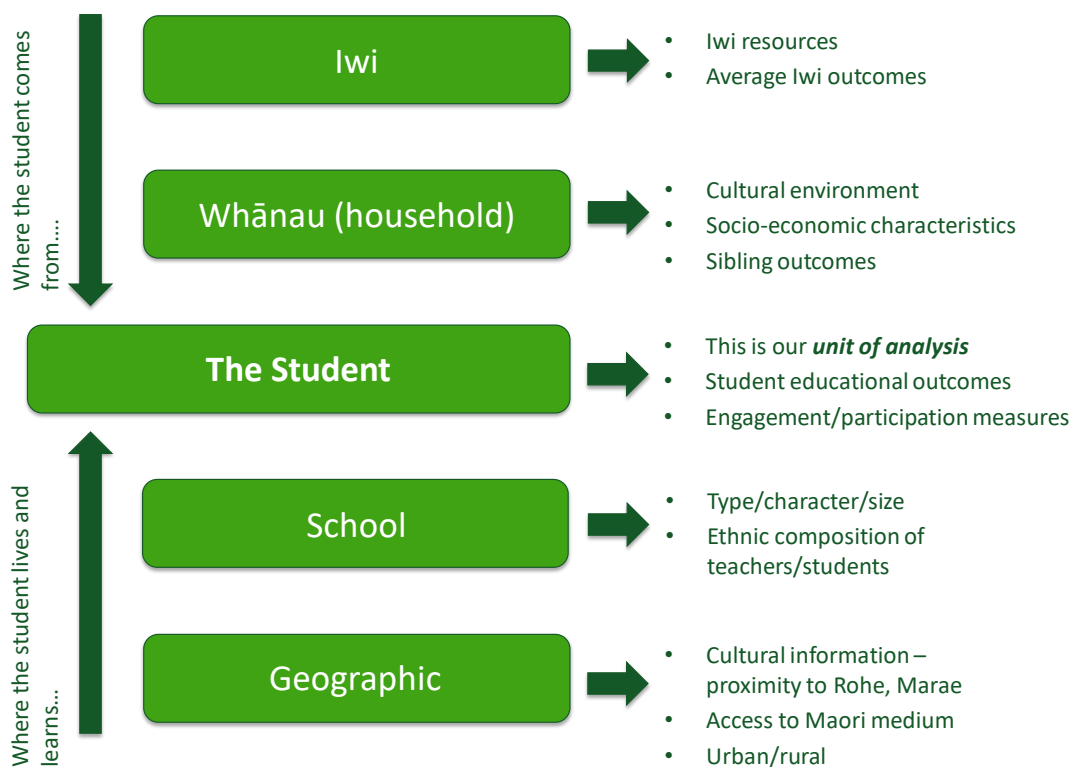 Where the student comes
from….
Iwi
• Iwi resources
• Average Iwi outcomes
Whānau (household)
• Cultural environment
• Socio-economic characteristics
• Sibling outcomes
The Student
• This is our unit of analysis
• Student educational outcomes
• Engagement/participation measures
Where the student lives and
learns…
School
• Type/character/size
• Ethnic composition of
teachers/students
Geographic
• Cultural information –
proximity to Rohe, Marae
• Access to Maori medium
• Urban/rural